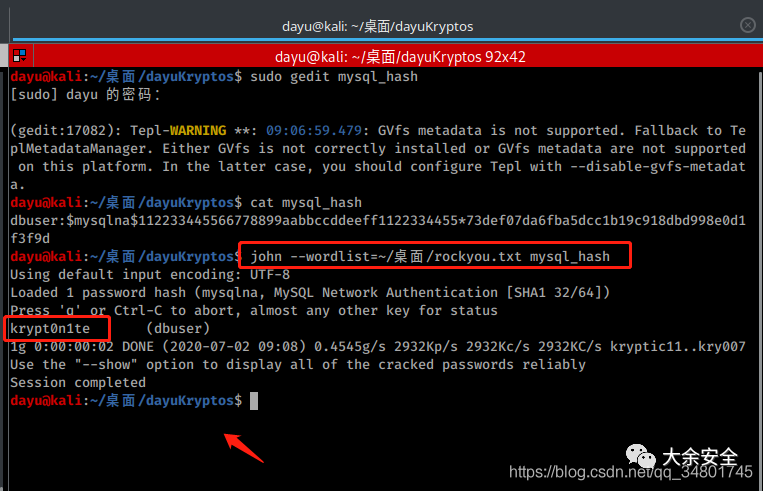 dayu@kali: ~/桌面/dayuKryptos
dayu@kali: ~/桌面/dayuKryptos 92x42
dayu@kali:~/桌面/dayuKryptos$ sudo gedit mysql_hash
[sudo] dayu 的密码：
(gedit:17082): Tepl-WARNING **: 09:06:59.479: GVfs metadata is not supported. Fallback to Te
plMetadataManager. Either GVfs is not correctly installed or GVfs metadata are not supported
 on this platform. In the latter case, you should configure Tepl with --disable-gvfs-metadat
a.
dayu@kali:~/桌面/dayuKryptos$ cat mysql_hash
dbuser:$mysqlna$112233445566778899aabbccddeeff1122334455*73def07da6fba5dcc1b19c918dbd998e0d1
f3f9d
dayu@kali:~/桌面/dayuKryptos$ john --wordlist=~/桌面/rockyou.txt mysql_hash
Using default input encoding: UTF-8
Loaded 1 password hash (mysqlna, MySQL Network Authentication [SHA1 32/64])
Press 'q' or Ctrl-C to abort, almost any other key for status
krypt0n1te       (dbuser)
1g 0:00:00:02 DONE (2020-07-02 09:08) 0.4545g/s 2932Kp/s 2932Kc/s 2932KC/s kryptic11..kry007
Use the "--show" option to display all of the cracked passwords reliably
Session completed
dayu@kali:~/桌面/dayuKryptos$
大余安全
https://blog.csdn.net/qq_34801745